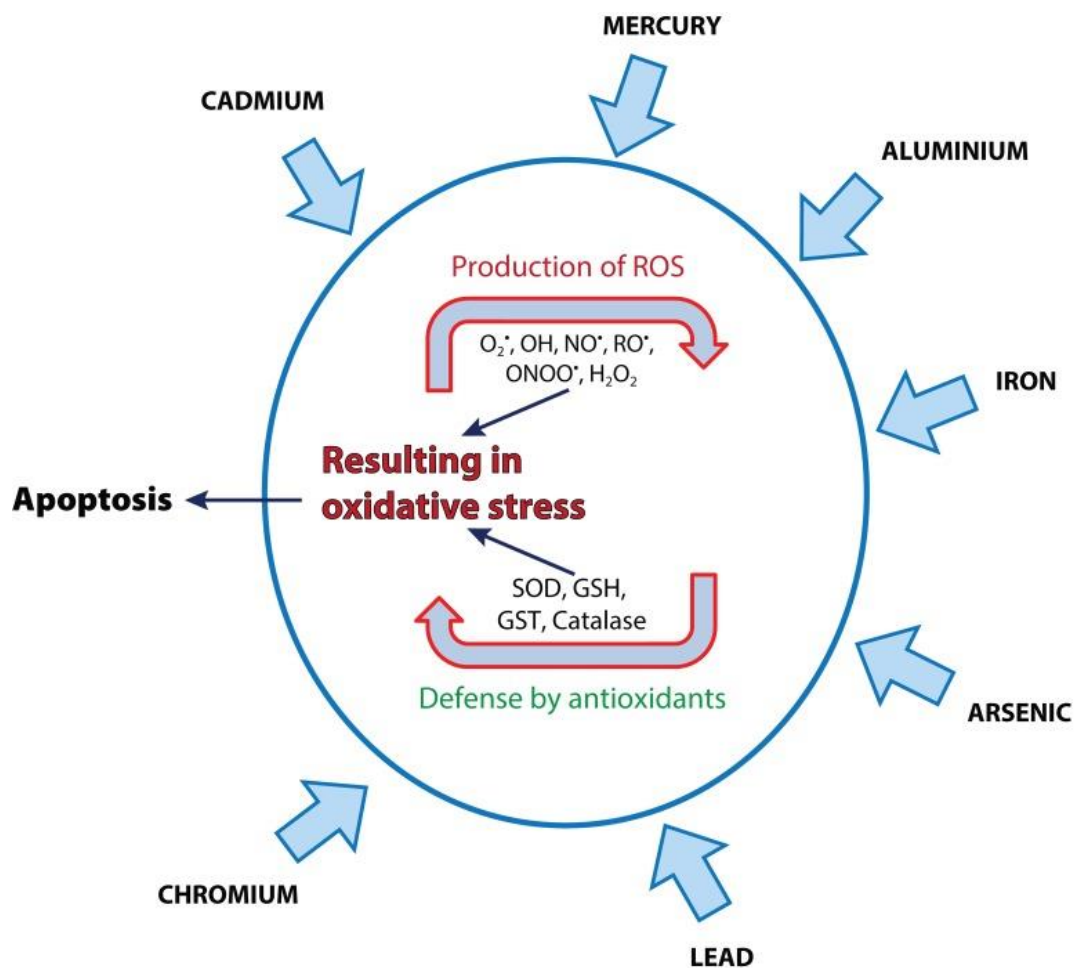 MERCURY
CADMIUM
ALUMINIUM
Production of ROS
O₂•, OH, NO•, RO•,
ONOO•, H₂O₂
IRON
Resulting in
oxidative stress
Apoptosis
SOD, GSH,
GST, Catalase
Defense by antioxidants
ARSENIC
CHROMIUM
LEAD